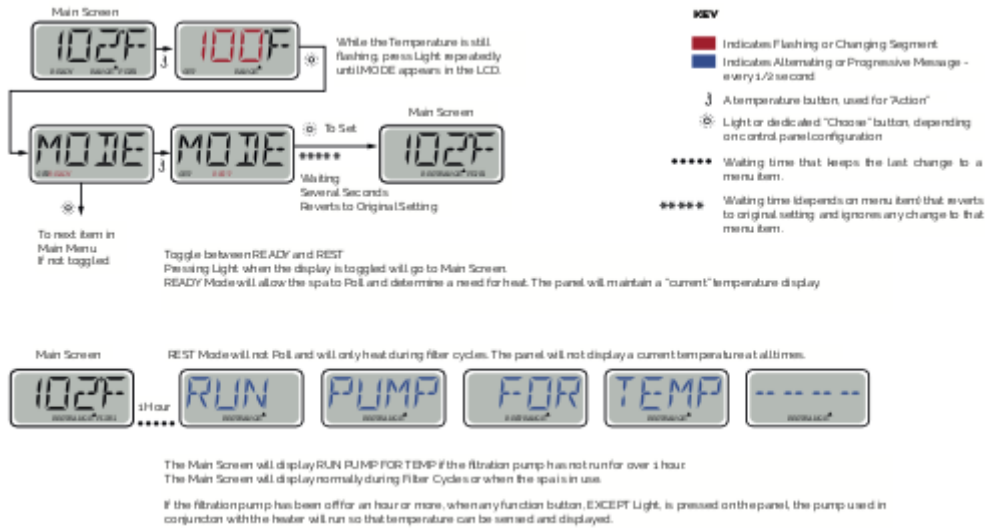 Main Screen
102°F
READY
100°F
While the Temperature is still
flashing, press Light repeatedly
until MODE appears in the LCD.
KEY
Indicates Flashing or Changing Segment
Indicates Alternating or Progressive Message -
every 1/2 second
A temperature button, used for "Action"
Light or dedicated "Choose" button, depending
on control panel configuration
Waiting time that keeps the last change to a
menu item.
Waiting time (depends on menu item) that reverts
to original setting and ignores any change to that
menu item.
Main Screen
MODE
MODE
To Set
102°F
Waiting
Several Seconds
Reverts to Original Setting
To next item in
Main Menu
If not toggled
Toggle between READY and REST
Pressing Light when the display is toggled will go to Main Screen.
READY Mode will allow the spa to Poll and determine a need for heat. The panel will maintain a "current" temperature display
Main Screen
REST Mode will not Poll and will only heat during filter cycles. The panel will not display a current temperature at all times.
102°F
1 Hour
RUN
PUMP
FOR
TEMP
-- -- -- --
The Main Screen will display RUN PUMP FOR TEMP if the filtration pump has not run for over 1 hour.
The Main Screen will display normally during Filter Cycles or when the spa is in use.
If the filtration pump has been off for an hour or more, when any function button, EXCEPT Light, is pressed on the panel, the pump used in
conjuncton with the heater will run so that temperature can be sensed and displayed.